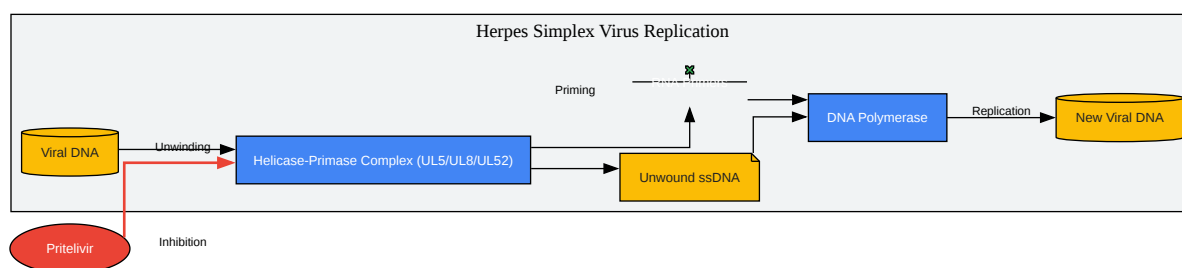 Herpes Simplex Virus Replication
Priming
DNA Polymerase
Replication
New Viral DNA
Viral DNA
Unwinding
Helicase-Primase Complex (UL5/UL8/UL52)
Unwound ssDNA
Pritelivir
Inhibition